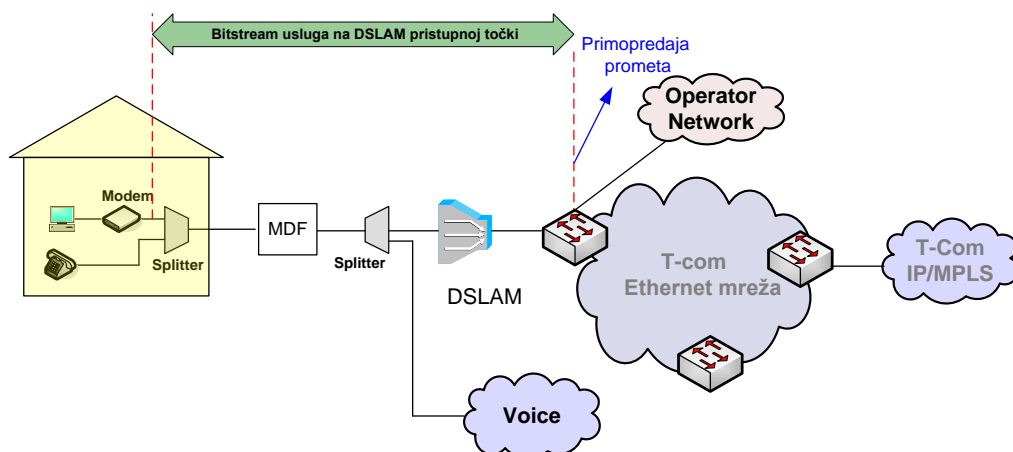 Bitstream usluga na DSLAM pristupnoj točki
Primopredaja
prometa
Operator
Network
Modem
Splitter
MDF
Splitter
DSLAM
T-com
Ethernet mreža
T-Com
IP/MPLS
Voice